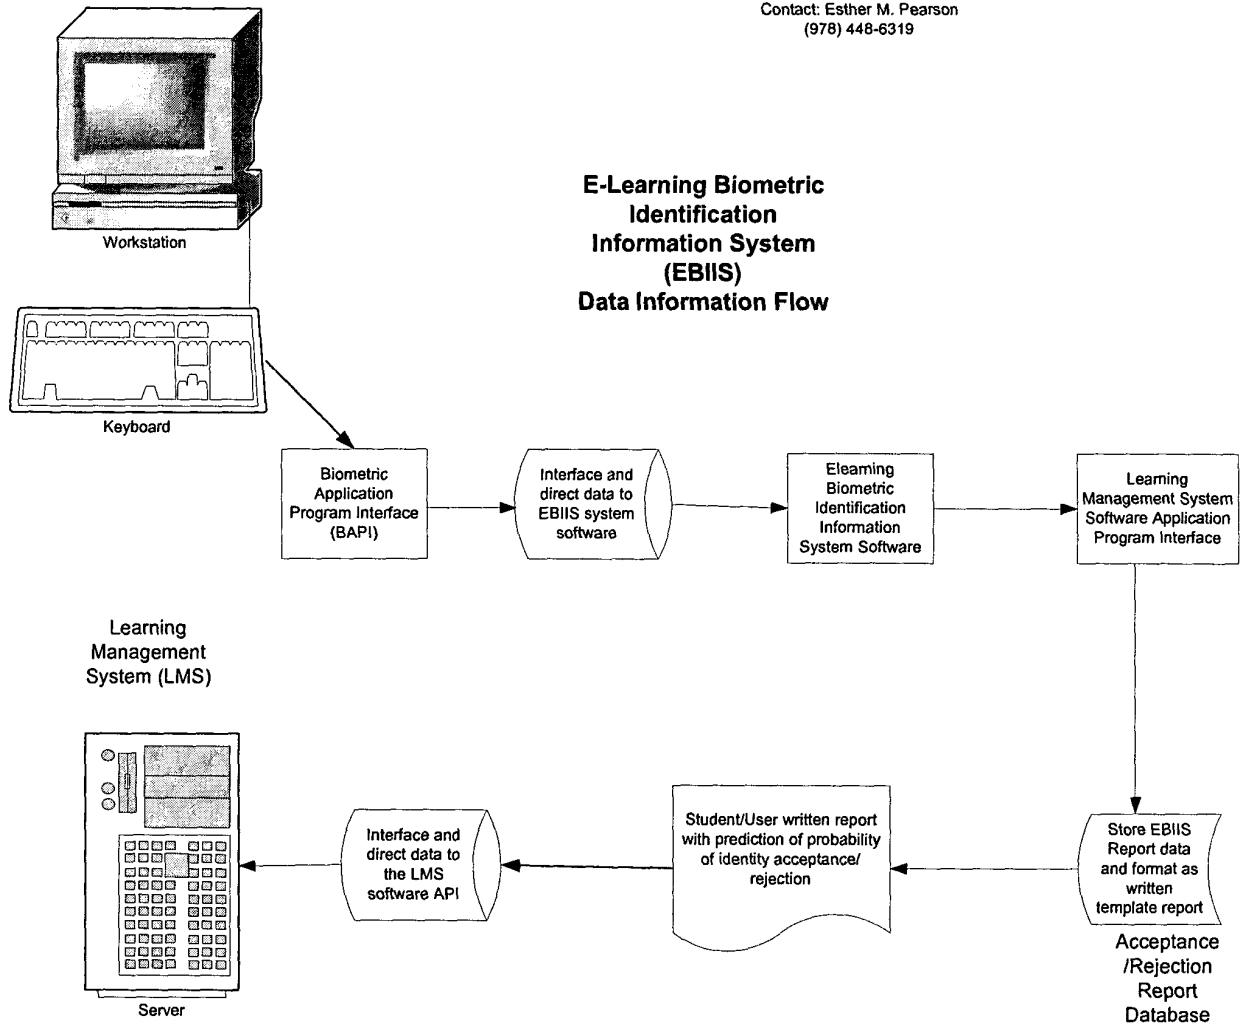 Contact: Esther M. Pearson
(978) 448-6319
Workstation
E-Learning Biometric
Identification
Information System
(EBIIS)
Data Information Flow
Keyboard
Biometric
Application
Program Interface
(BAPI)
Interface and
direct data to
EBIIS system
software
Elearning
Biometric
Identification
Information
System Software
Learning
Management System
Software Application
Program Interface
Learning
Management
System (LMS)
Store EBIIS
Report data
and format as
written
template report
Acceptance
/Rejection
Report
Database
Student/User written report
with prediction of probability
of identity acceptance/
rejection
Interface and
direct data to
the LMS
software API
Server